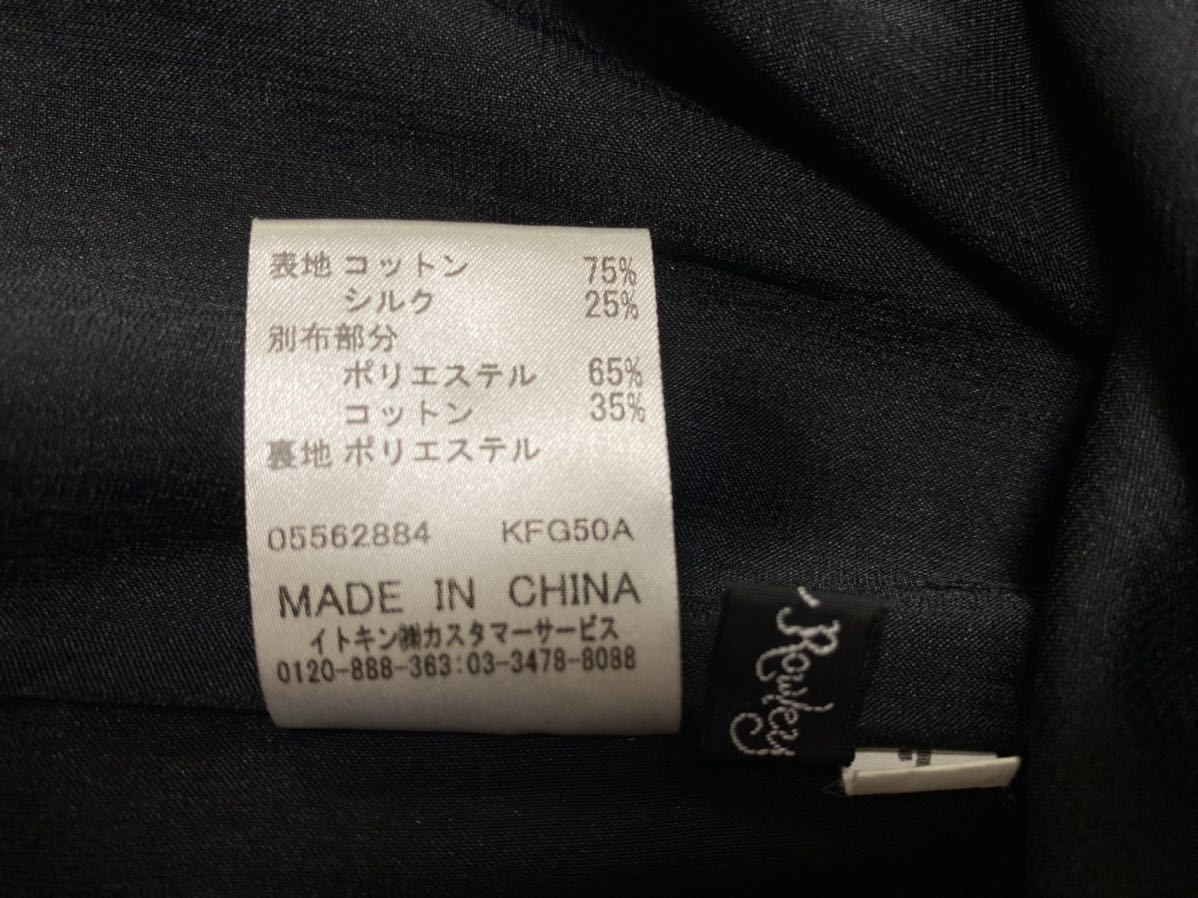 表地 コットン 75%
シルク 25%
別布部分
ポリエステル 65%
コットン 35%
裏地 ポリエステル
05562884 KFG50A
MADE IN CHINA
イトキン㈱カスタマーサービス
0120-888-363:03-3478-8088
Rowley